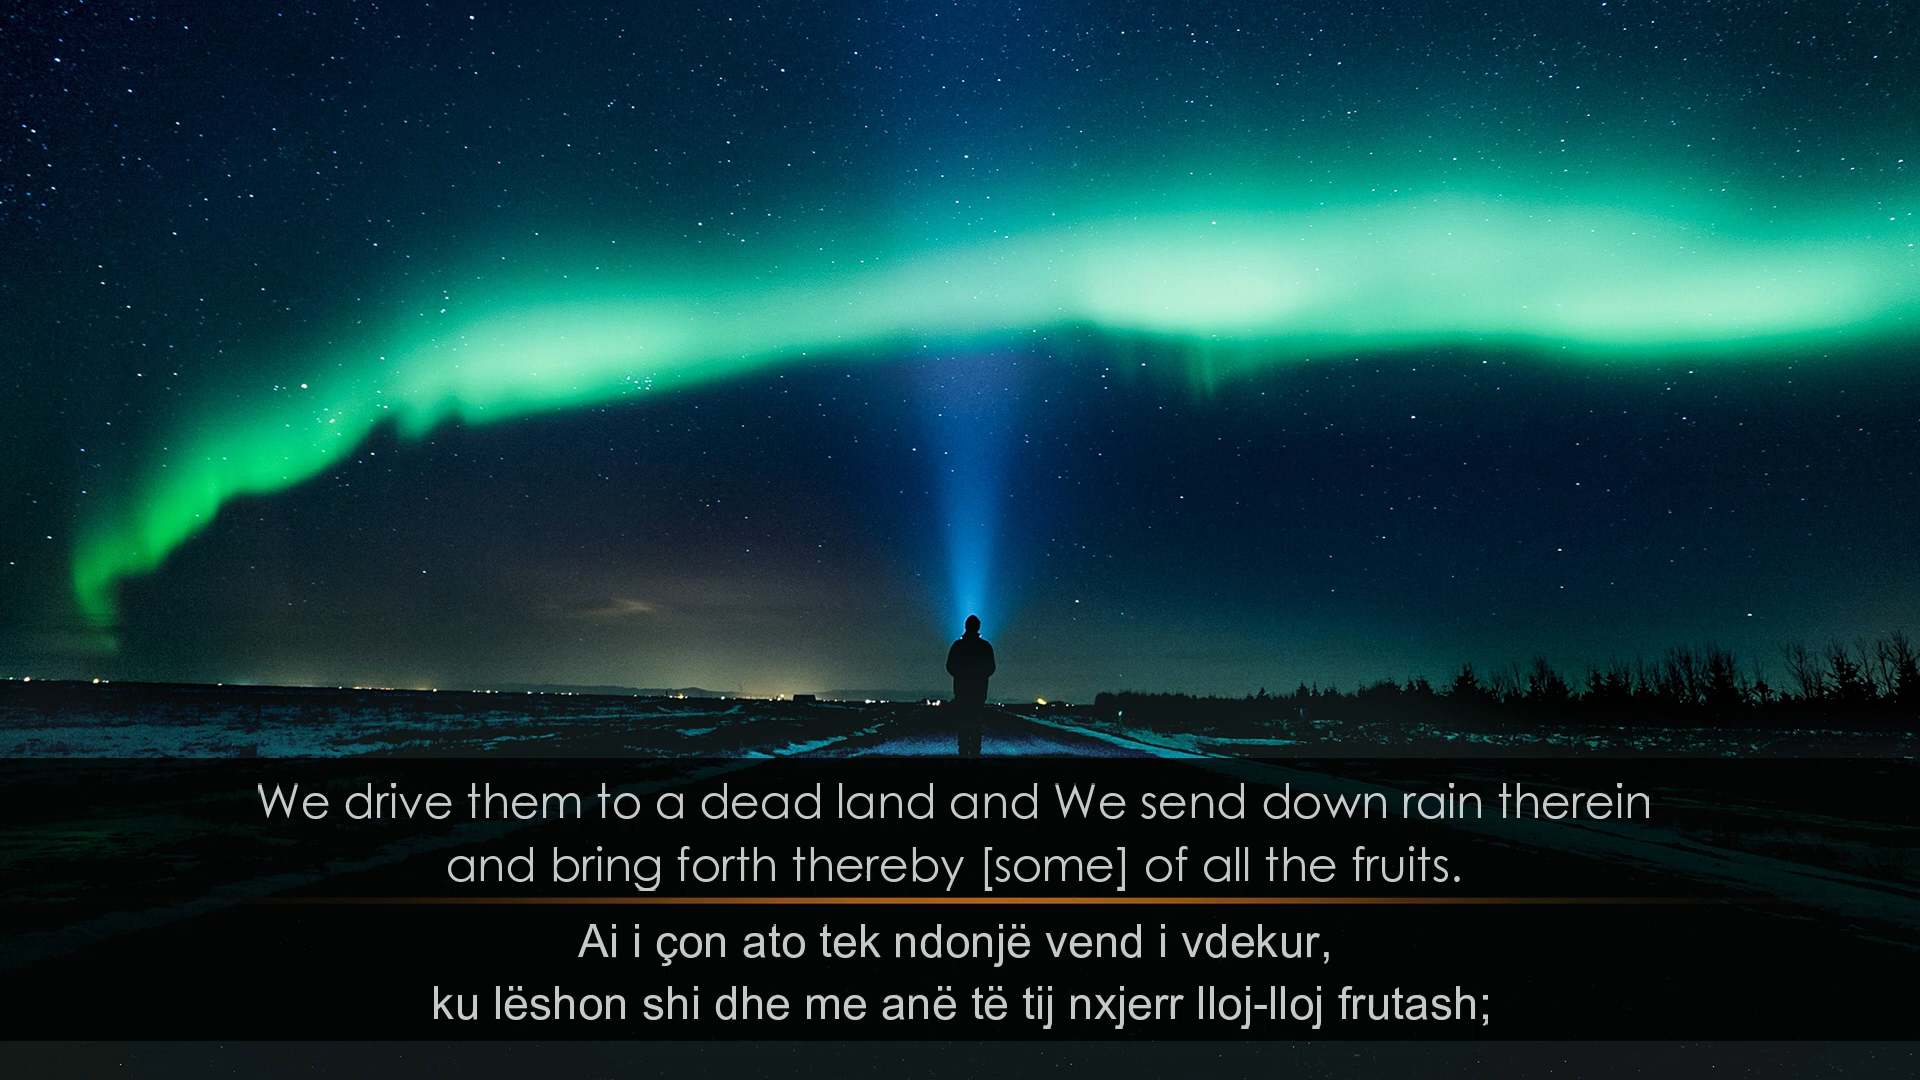 We drive them to a dead land and We send down rain therein
and bring forth thereby [some] of all the fruits.
Ai i çon ato tek ndonjë vend i vdekur,
ku lëshon shi dhe me anë të tij nxjerr lloj-lloj frutash;